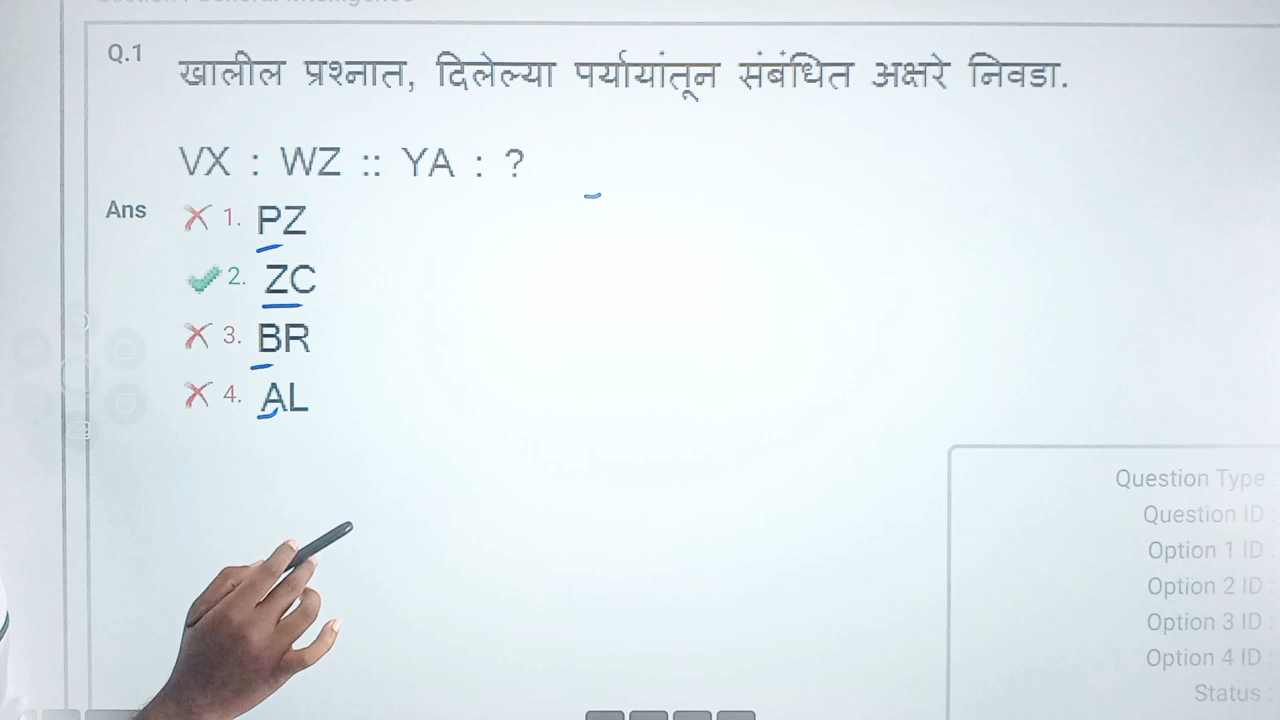 Q.1 खालील प्रश्नात, दिलेल्या पर्यायांतून संबंधित अक्षरे निवडा.
VX : WZ :: YA : ?
Ans
1. PZ
2. ZC
3. BR
4. AL
Question Type :
Question ID :
Option 1 ID :
Option 2 ID :
Option 3 ID :
Option 4 ID :
Status :